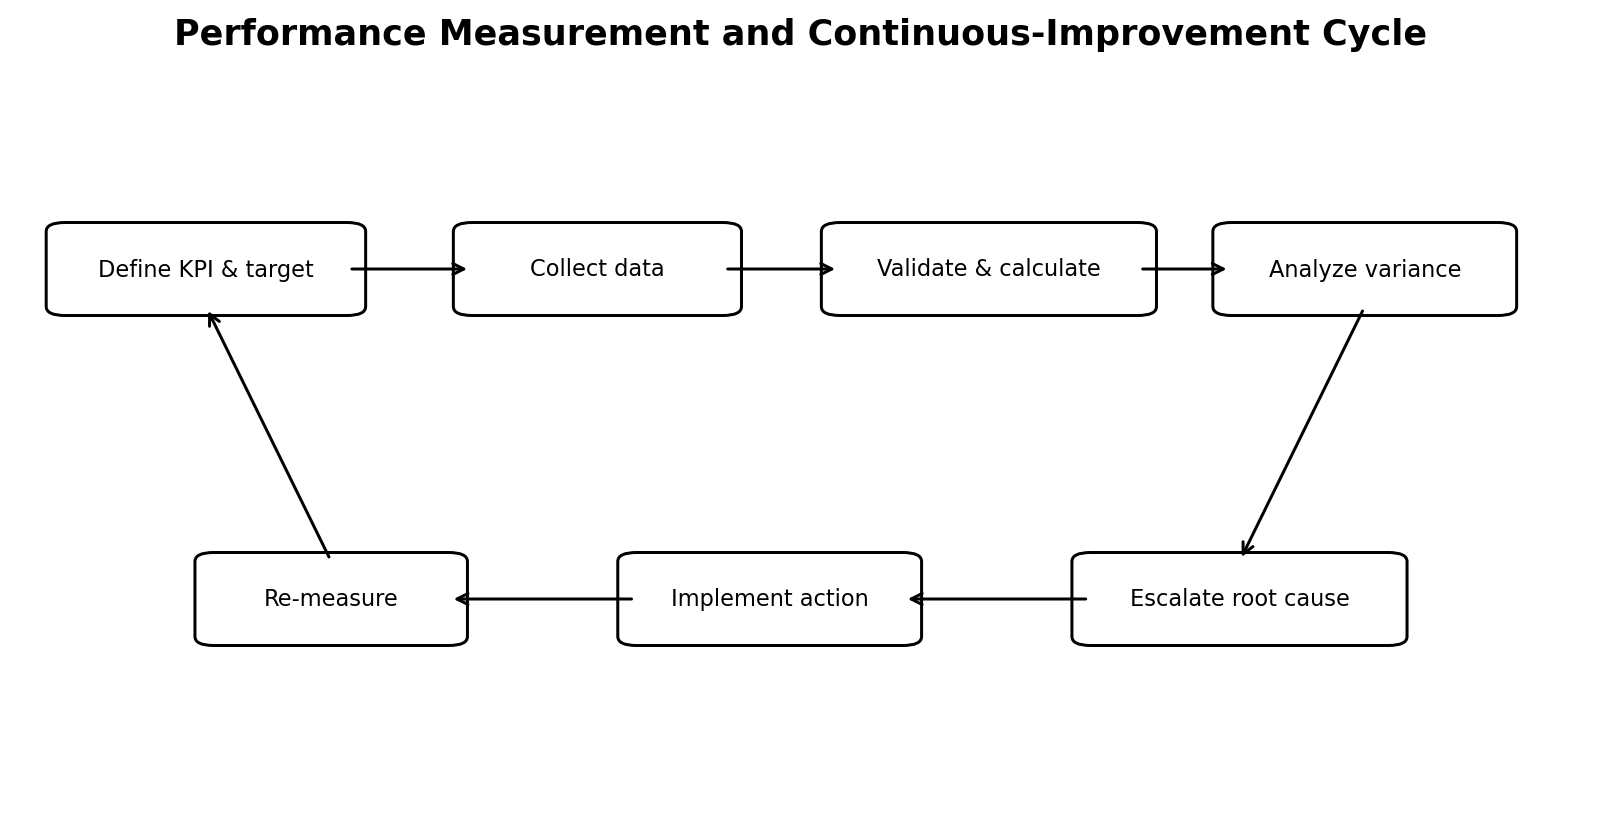 Performance Measurement and Continuous-Improvement Cycle
Define KPI & target
Collect data
Validate & calculate
Analyze variance
Escalate root cause
Implement action
Re-measure